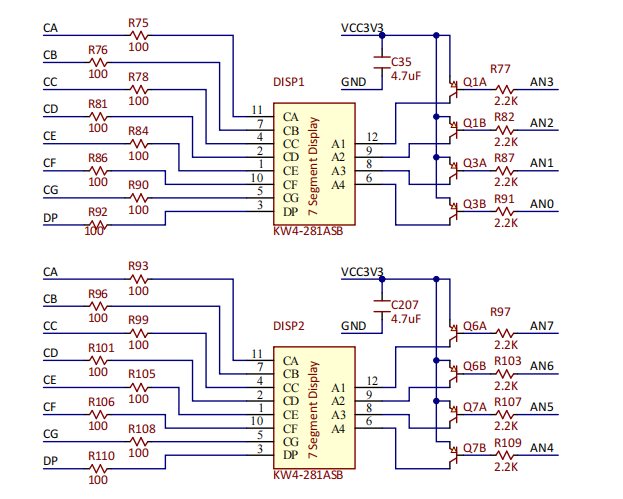 CA R75 100 VCC3V3
CB R76 100 C35 4.7uF
CC R78 100 DISP1 GND Q1A R77 2.2K AN3
CD R81 100 11 CA
7 CB Q1B R82 2.2K AN2
CE R84 100 4 CC A1 12
2 CD A2 9
CF R86 100 1 CE A3 8 Q3A R87 2.2K AN1
10 CF A4 6
CG R90 100 5 CG
DP R92 100 3 DP Q3B R91 2.2K AN0
7 Segment Display
KW4-281ASB
CA R93 100 VCC3V3
CB R96 100 C207 4.7uF
CC R99 100 DISP2 GND Q6A R97 2.2K AN7
CD R101 100 11 CA
7 CB Q6B R103 2.2K AN6
CE R105 100 4 CC A1 12
2 CD A2 9
CF R106 100 1 CE A3 8 Q7A R107 2.2K AN5
10 CF A4 6
CG R108 100 5 CG
DP R110 100 3 DP Q7B R109 2.2K AN4
7 Segment Display
KW4-281ASB